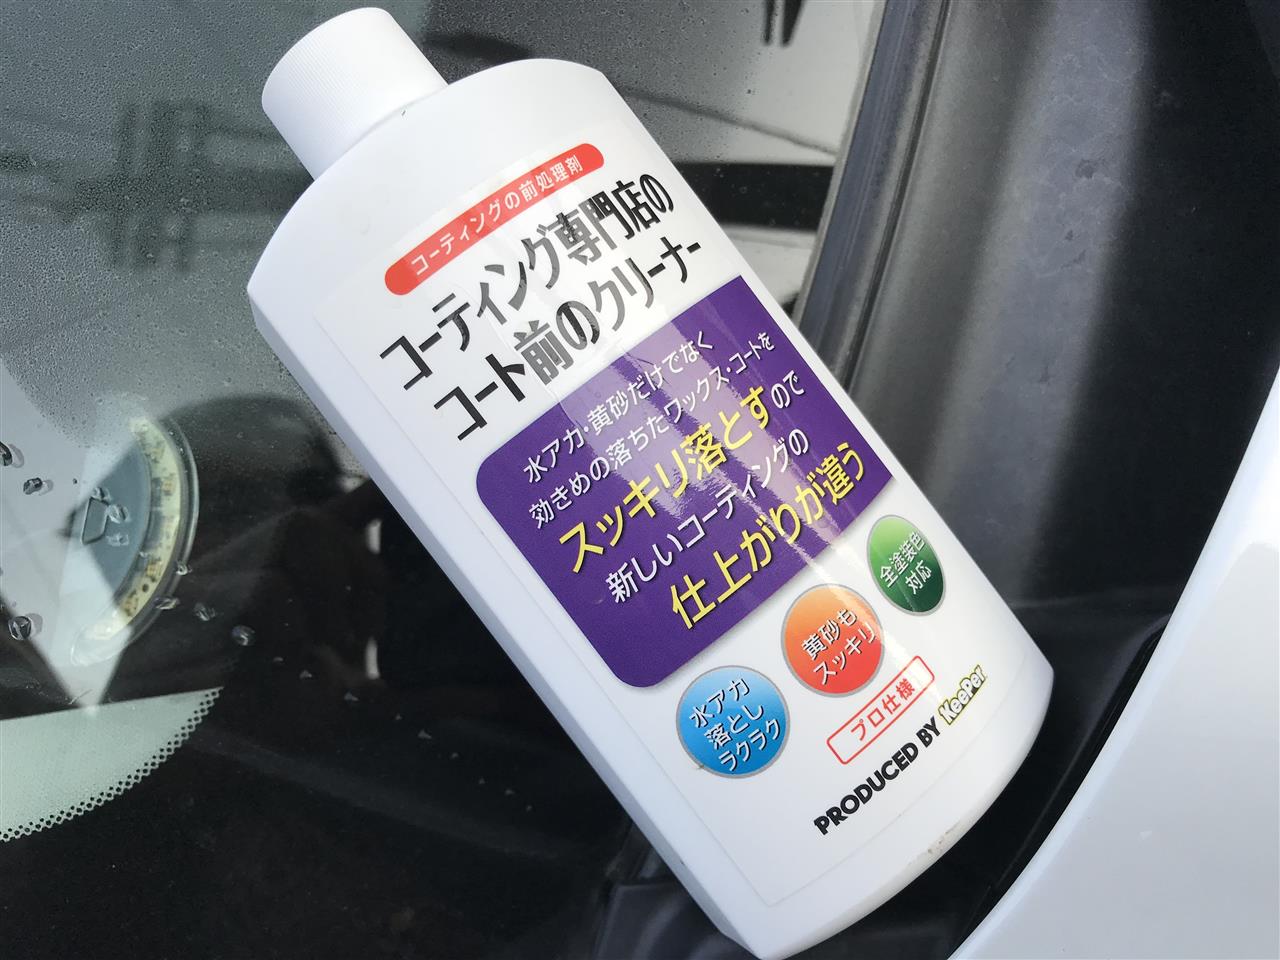 コーティングの前処理剤
コーティング専門店の
コート前のクリーナー
水アカ・黄砂だけでなく
効きめの落ちたワックス・コートを
スッキリ落とすので
新しいコーティングの
仕上がりが違う
水アカ
落とし
ラクラク
黄砂も
スッキリ
全塗装色
対応
プロ仕様
PRODUCED BY KeePer